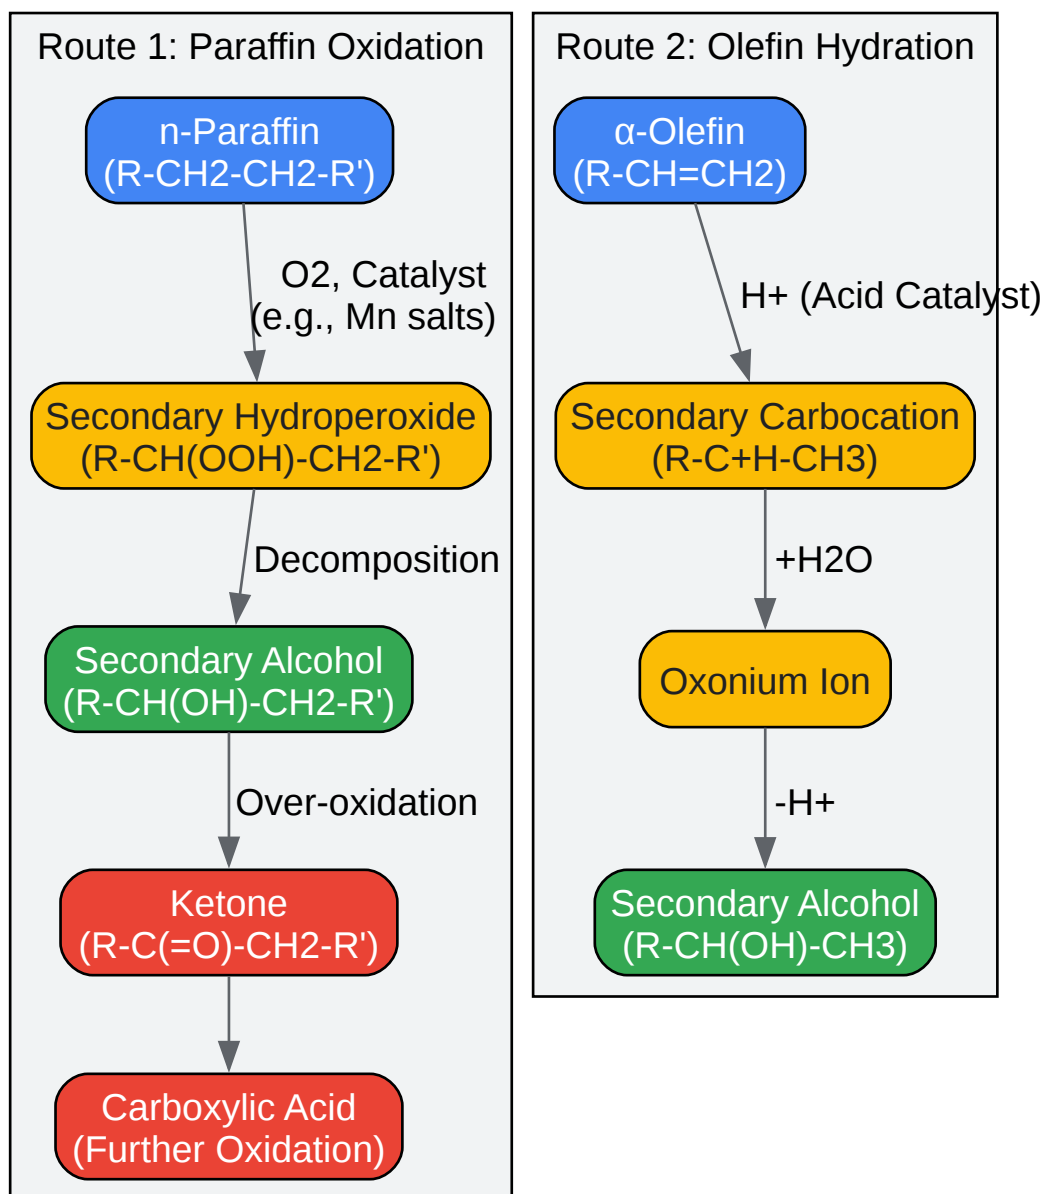 Route 1: Paraffin Oxidation
n-Paraffin
(R-CH2-CH2-R')
O2, Catalyst
(e.g., Mn salts)
Secondary Hydroperoxide
(R-CH(OOH)-CH2-R')
Decomposition
Secondary Alcohol
(R-CH(OH)-CH2-R')
Over-oxidation
Ketone
(R-C(=O)-CH2-R')
Carboxylic Acid
(Further Oxidation)
Route 2: Olefin Hydration
α-Olefin
(R-CH=CH2)
H+ (Acid Catalyst)
Secondary Carbocation
(R-C+H-CH3)
+H2O
Oxonium Ion
-H+
Secondary Alcohol
(R-CH(OH)-CH3)